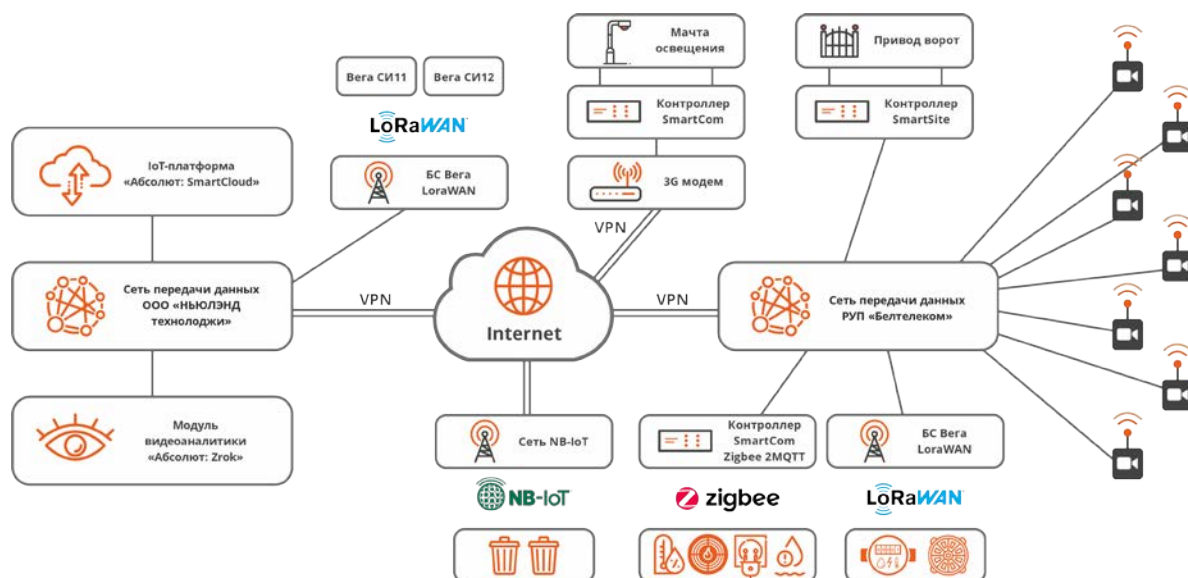 Мачта
освещения
Привод ворот
Вега СИ11
Вега СИ12
LoRaWAN
Контроллер
SmartCom
Контроллер
SmartSite
IoT-платформа
«Абсолют: SmartCloud»
БС Вега
LoraWAN
3G модем
VPN
Сеть передачи данных
ООО «НЬЮЛЭНД
технолоджи»
VPN
Internet
VPN
Сеть передачи данных
РУП «Белтелеком»
Модуль
видеоаналитики
«Абсолют: Zrok»
Сеть NB-IoT
Контроллер
SmartCom
Zigbee 2MQTT
БС Вега
LoraWAN
NB-IoT
zigbee
LoRaWAN